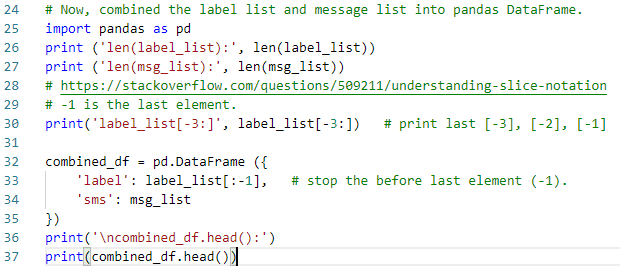 24 # Now, combined the label list and message list into pandas DataFrame.
25 import pandas as pd
26 print ('len(label_list):', len(label_list))
27 print ('len(msg_list):', len(msg_list))
28 # https://stackoverflow.com/questions/509211/understanding-slice-notation
29 # -1 is the last element.
30 print('label_list[-3:]', label_list[-3:])   # print last [-3], [-2], [-1]
31
32 combined_df = pd.DataFrame ({
33     'label': label_list[:-1],   # stop the before last element (-1).
34     'sms': msg_list
35 })
36 print('\ncombined_df.head():')
37 print(combined_df.head())